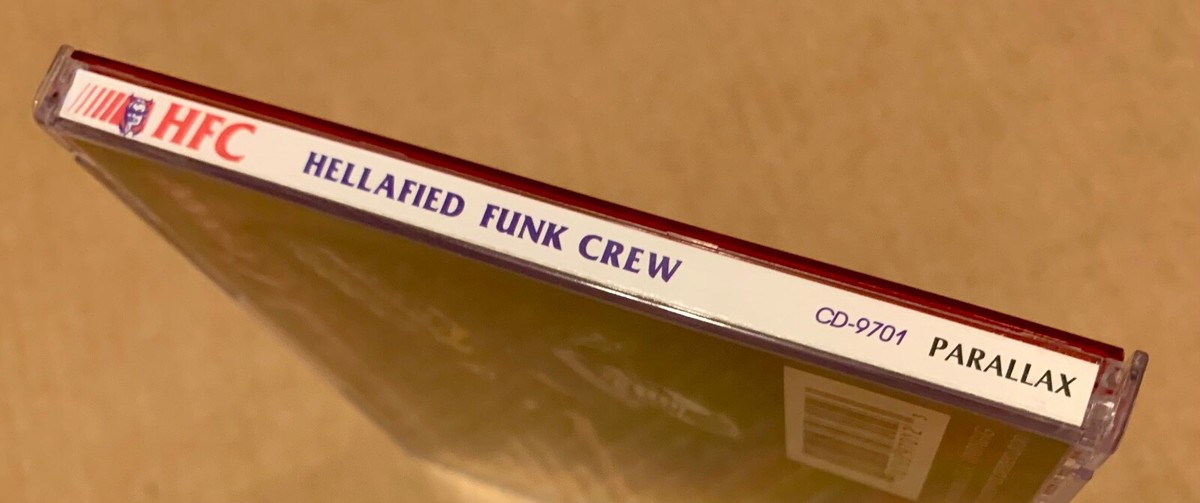 HFC HELLAFIED FUNK CREW CD-9701 PARALLAX